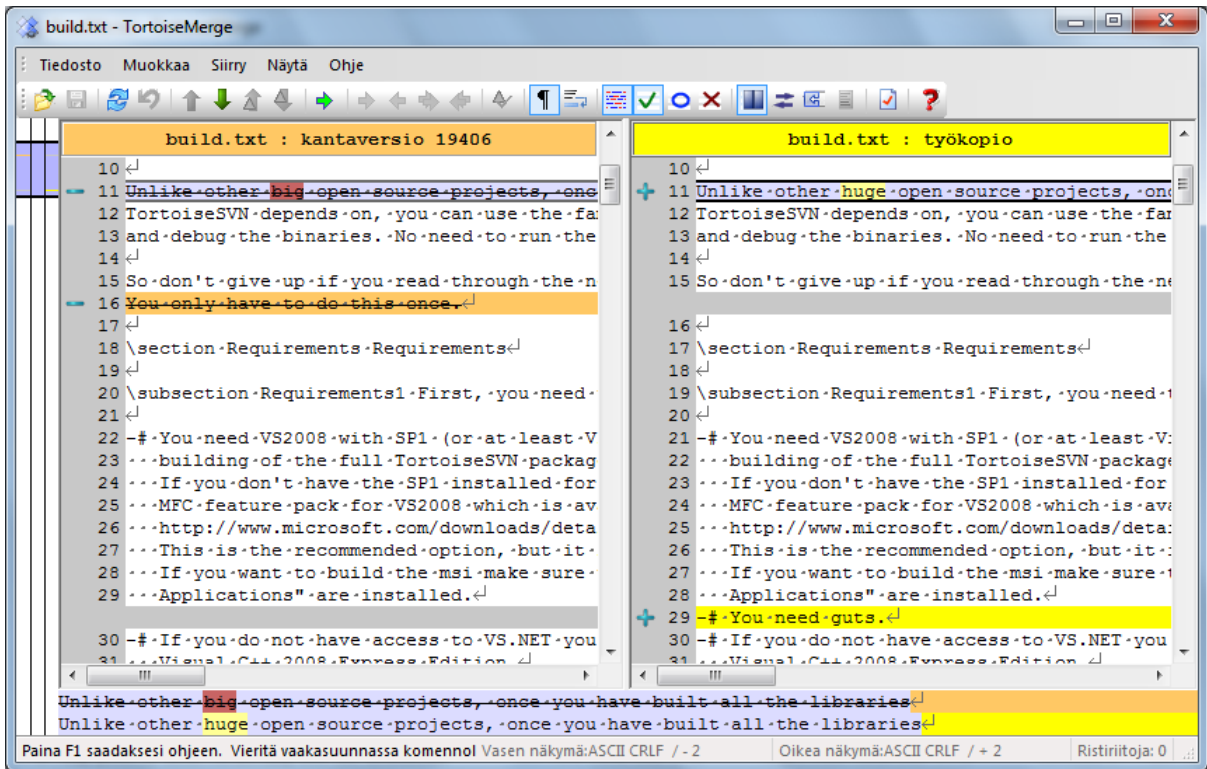 build.txt - TortoiseMerge
Tiedosto Muokkaa Siirry Näytä Ohje
build.txt : kantaversio 19406
10
11 Unlike other big open source projects, onc
12 TortoiseSVN depends on, you can use the fa
13 and debug the binaries. No need to run the
14
15 So don't give up if you read through the n
16 You only have to do this once.
17
18 \section Requirements Requirements
19
20 \subsection Requirements1 First, you need
21
22 -# You need VS2008 with SP1 (or at least V
23 building of the full TortoiseSVN packag
24 If you don't have the SP1 installed for
25 MFC feature pack for VS2008 which is av
26 http://www.microsoft.com/downloads/deta
27 This is the recommended option, but it
28 If you want to build the msi make sure
29 Applications" are installed.
30 -# If you do not have access to VS.NET you
31 Visual C++ 2008 Express Edition
build.txt : työkopio
10
11 Unlike other huge open source projects, on
12 TortoiseSVN depends on, you can use the far
13 and debug the binaries. No need to run the
14
15 So don't give up if you read through the ne
16
17 \section Requirements Requirements
18
19 \subsection Requirements1 First, you need
20
21 -# You need VS2008 with SP1 (or at least Vi
22 building of the full TortoiseSVN package
23 If you don't have the SP1 installed for
24 MFC feature pack for VS2008 which is ava
25 http://www.microsoft.com/downloads/detai
26 This is the recommended option, but it
27 If you want to build the msi make sure
28 Applications" are installed.
29 -# You need guts.
30 -# If you do not have access to VS.NET you
31 Visual C++ 2008 Express Edition
Unlike other big open source projects, once you have built all the libraries
Unlike other huge open source projects, once you have built all the libraries
Paina F1 saadaksesi ohjeen. Vieritä vaakasuunnassa komennol Vasen näkymä:ASCII CRLF / - 2 Oikea näkymä:ASCII CRLF / + 2 Ristiriitoja: 0